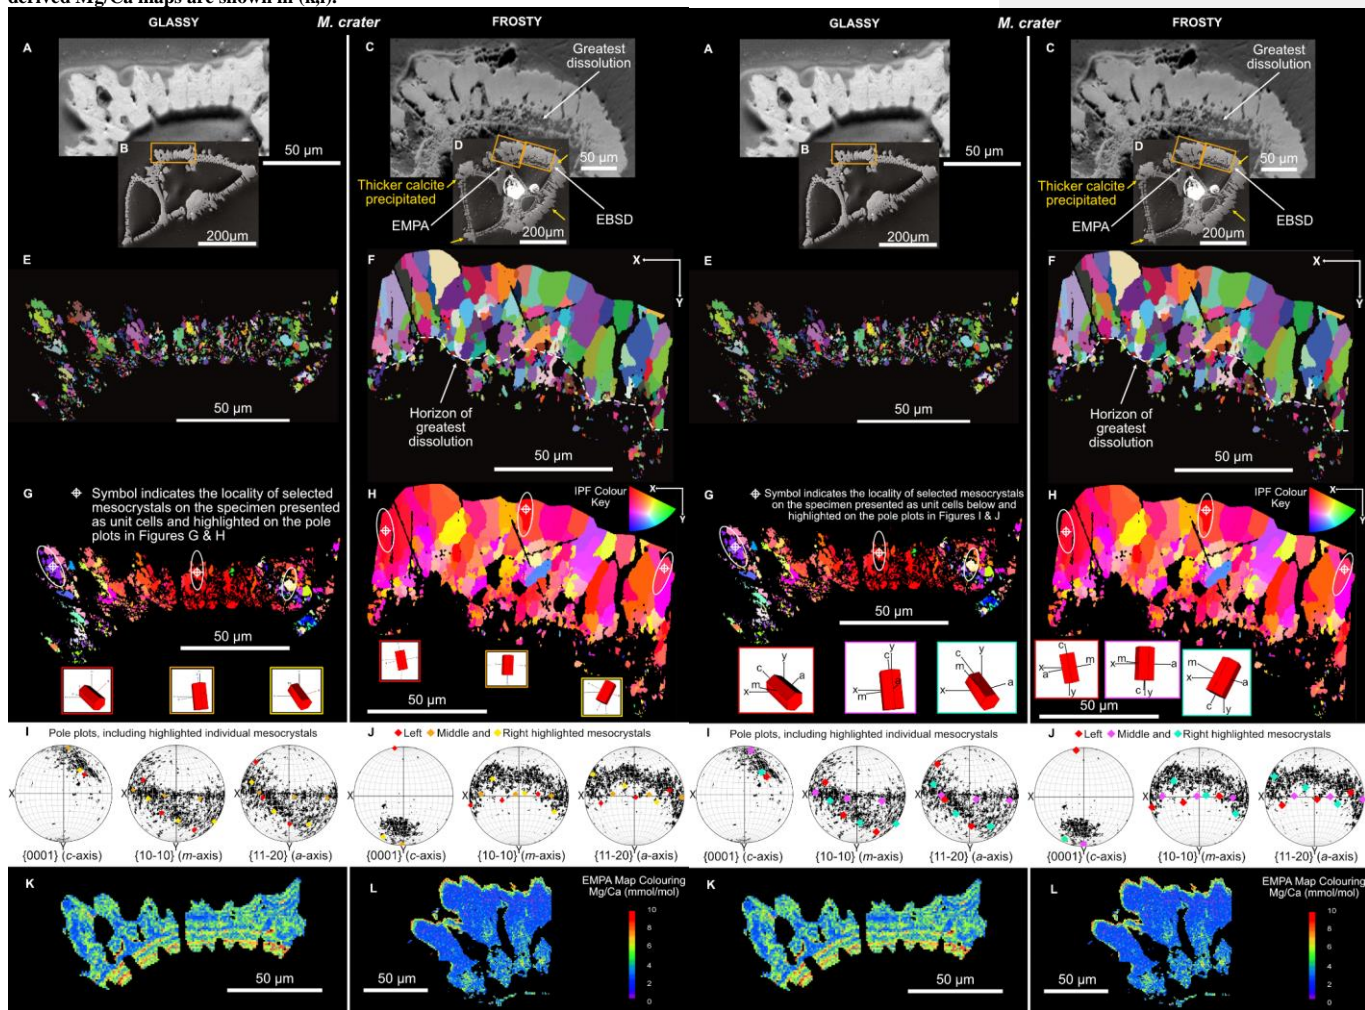 derived Mg/Ca maps are shown in (k,l).
GLASSY
M. crater
FROSTY
A
C
Greatest
dissolution
B
D
50 µm
50 µm
Thicker calcite
precipitated
EMPA
EBSD
200µm
200µm
E
F
X
Y
50 µm
Horizon of
greatest
dissolution
50 µm
G
Symbol indicates the locality of selected
mesocrystals on the specimen presented
as unit cells and highlighted on the pole
plots in Figures G & H
H
IPF Colour
Key
X
Y
50 µm
50 µm
I
Pole plots, including highlighted individual mesocrystals
J
Left
Middle and
Right highlighted mesocrystals
X
Y
{0001} (c-axis)
Y
{10-10} (m-axis)
Y
{11-20} (a-axis)
X
Y
{0001} (c-axis)
Y
{10-10} (m-axis)
Y
{11-20} (a-axis)
K
L
EMPA Map Colouring
Mg/Ca (mmol/mol)
10
8
6
4
2
0
50 µm
50 µm
GLASSY
M. crater
FROSTY
A
C
Greatest
dissolution
B
D
50 µm
50 µm
Thicker calcite
precipitated
EMPA
EBSD
200µm
200µm
E
F
X
Y
50 µm
Horizon of
greatest
dissolution
50 µm
G
Symbol indicates the locality of selected mesocrystals
on the specimen presented as unit cells below and
highlighted on the pole plots in Figures I & J
H
IPF Colour
Key
X
Y
50 µm
c
y
m
x
a
c
y
x
m
a
c
y
m
x
a
c
x
m
a
y
m
x
a
c
y
m
x
a
c
y
50 µm
I
Pole plots, including highlighted individual mesocrystals
J
Left
Middle and
Right highlighted mesocrystals
X
Y
{0001} (c-axis)
Y
{10-10} (m-axis)
Y
{11-20} (a-axis)
X
Y
{0001} (c-axis)
Y
{10-10} (m-axis)
Y
{11-20} (a-axis)
K
L
EMPA Map Colouring
Mg/Ca (mmol/mol)
10
8
6
4
2
0
50 µm
50 µm